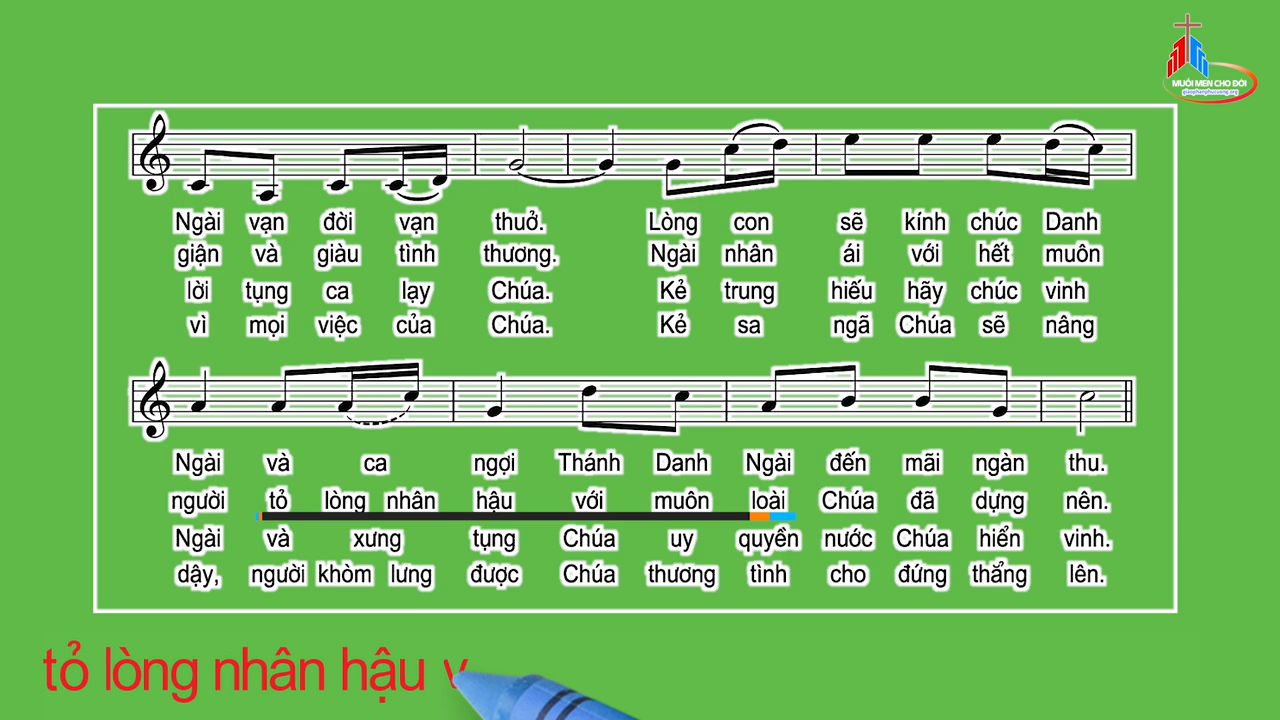 MUỐI MEN CHO ĐỜI
giaophanphucuong.org
Ngài vạn đời vạn thuở. Lòng con sẽ kính chúc Danh
giận và giàu tình thương. Ngài nhân ái với hết muôn
lời tụng ca lạy Chúa. Kẻ trung hiếu hãy chúc vinh
vì mọi việc của Chúa. Kẻ sa ngã Chúa sẽ nâng
Ngài và ca ngợi Thánh Danh Ngài đến mãi ngàn thu.
người tỏ lòng nhân hậu với muôn loài Chúa đã dựng nên.
Ngài và xưng tụng Chúa uy quyền nước Chúa hiển vinh.
dậy, người khòm lưng được Chúa thương tình cho đứng thẳng lên.
tỏ lòng nhân hậu v